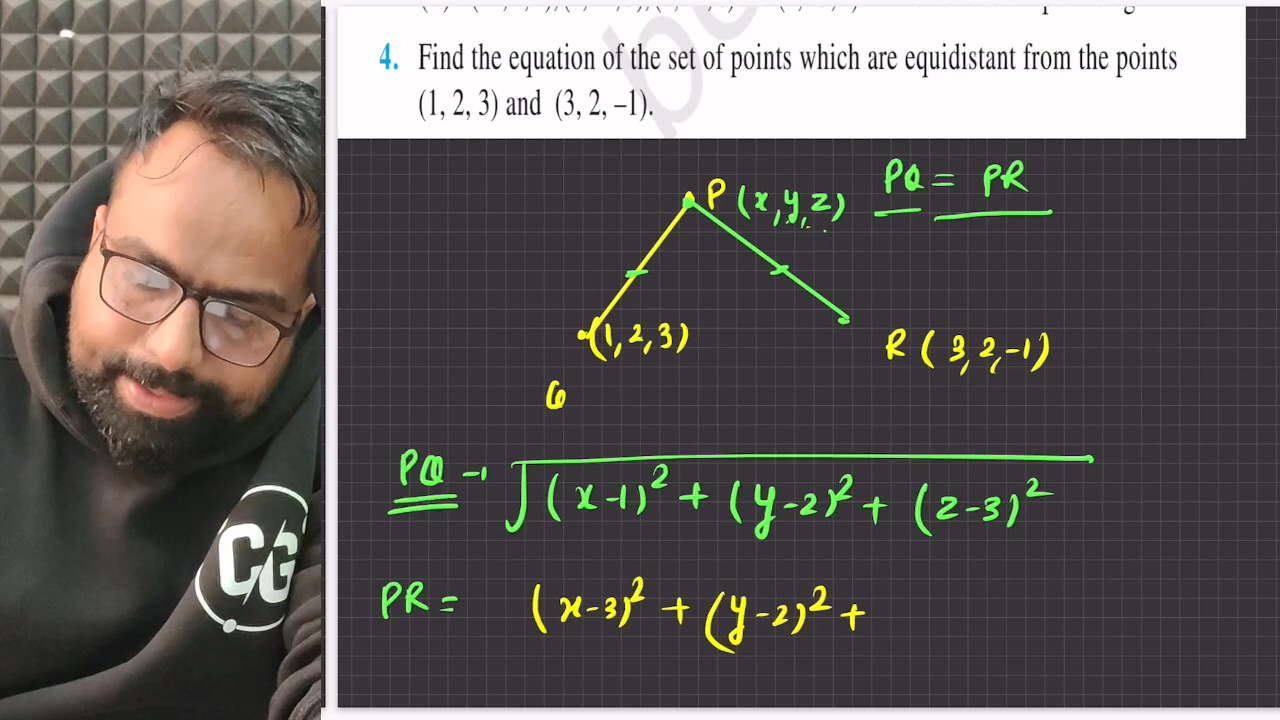 4. Find the equation of the set of points which are equidistant from the points
(1, 2, 3) and (3, 2, –1).
P (x, y, z) PQ = PR
(1, 2, 3)
R (3, 2, -1)
PQ - √(x-1)² + (y-2)² + (z-3)²
PR = (x-3)² + (y-2)² +
CG